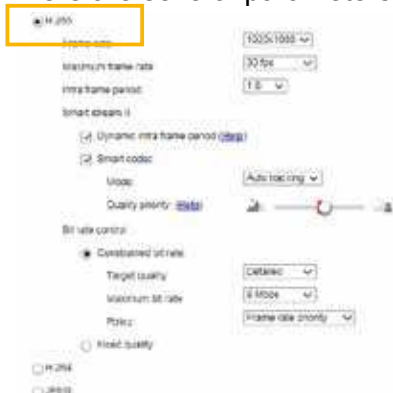 H.265
Frame size: 1920x1080
Maximum frame rate: 30 fps
Intra frame period: 1 S
Smart stream II:
Dynamic Intra frame period (Help)
Smart codec
Mode: Auto tracking
Quality priority: (Help)
Bit rate control:
Constrained bit rate:
Target quality: Detailed
Maximum bit rate: Mbps
Policy: Frame rate priority
Fixed quality
H.264
JPEG